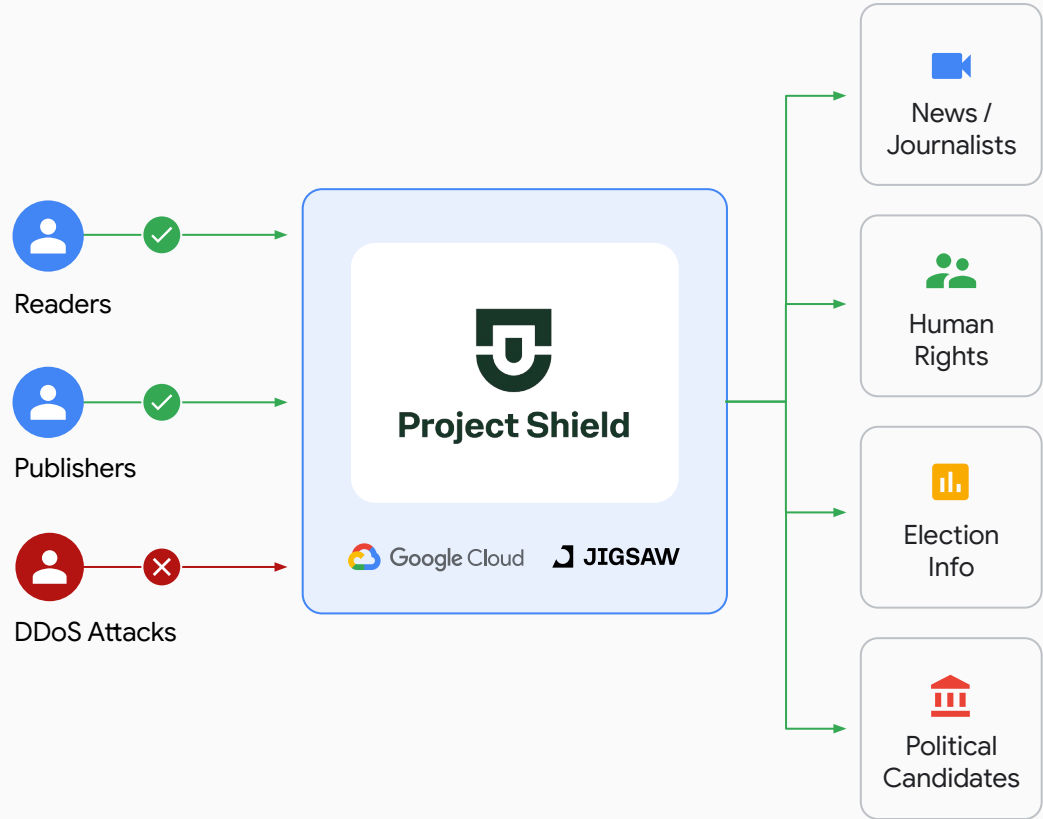 Readers
Publishers
DDoS Attacks
Project Shield
Google Cloud
JIGSAW
News /
Journalists
Human
Rights
Election
Info
Political
Candidates